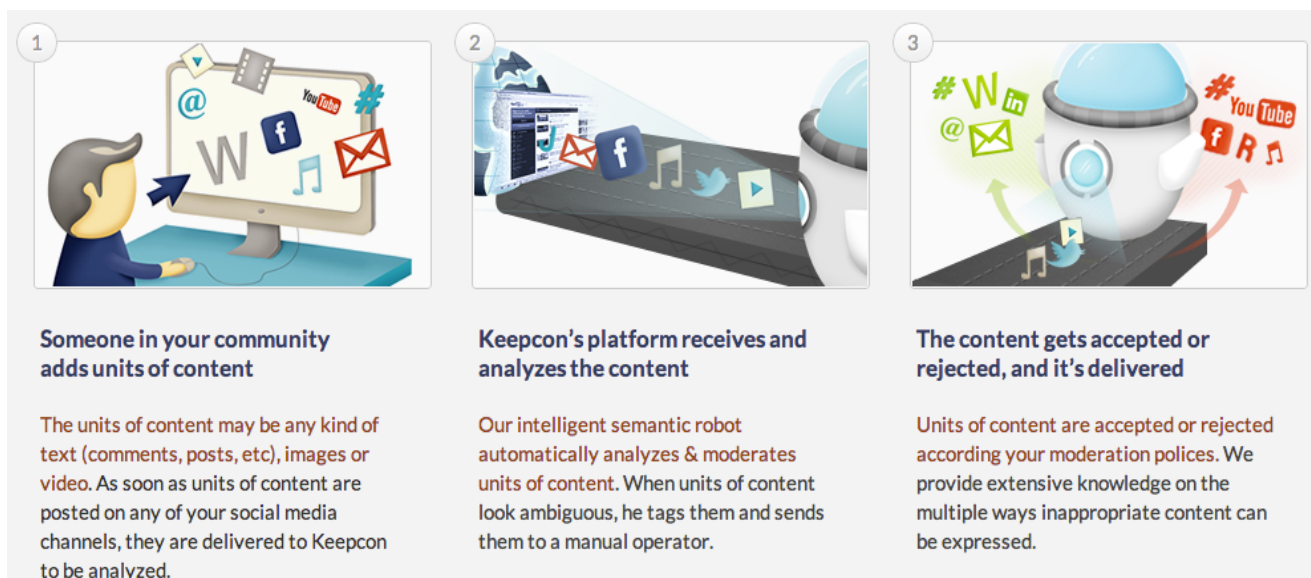 1
@
You Tube
#
W
f
2
f
3
# W in
@
# You Tube
f R
Someone in your community
adds units of content
The units of content may be any kind of
text (comments, posts, etc), images or
video. As soon as units of content are
posted on any of your social media
channels, they are delivered to Keepcon
to be analyzed.
Keepcon’s platform receives and
analyzes the content
Our intelligent semantic robot
automatically analyzes & moderates
units of content. When units of content
look ambiguous, he tags them and sends
them to a manual operator.
The content gets accepted or
rejected, and it’s delivered
Units of content are accepted or rejected
according your moderation polices. We
provide extensive knowledge on the
multiple ways inappropriate content can
be expressed.